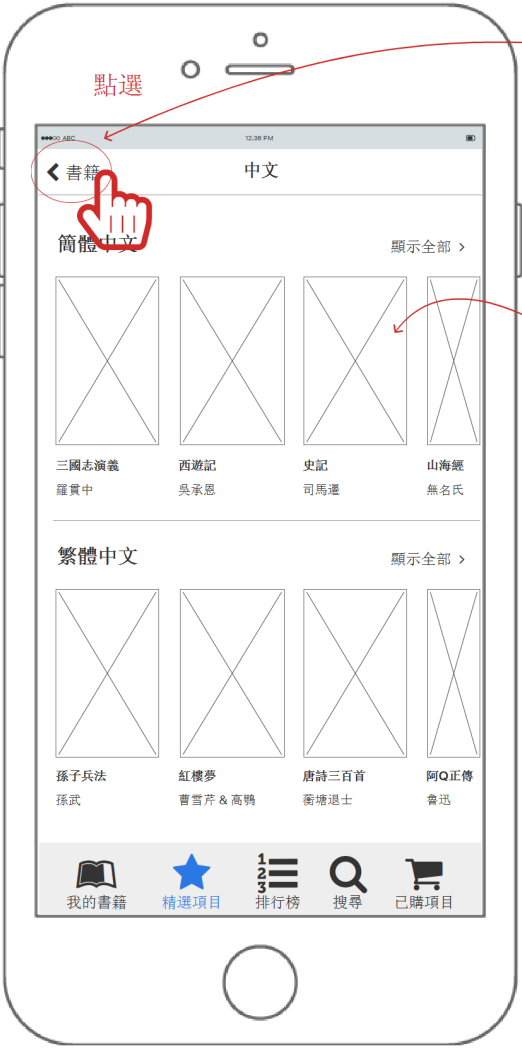 點選
ABC 12:36 PM
書籍 中文
簡體中文 顯示全部
三國志演義 西遊記 史記 山海經
羅貫中 吳承恩 司馬遷 無名氏
繁體中文 顯示全部
孫子兵法 紅樓夢 唐詩三百首 阿Q正傳
孫武 曹雪芹 & 高鶚 蘅塘退士 魯迅
1
2
3
我的書籍 精選項目 排行榜 搜尋 已購項目